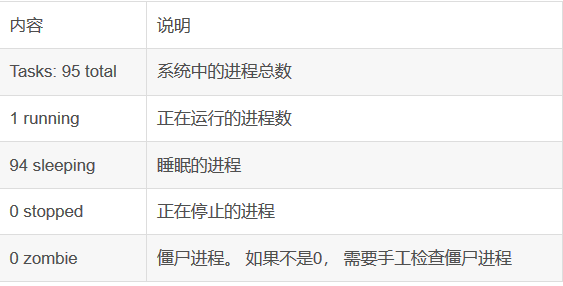 内容 说明
Tasks: 95 total 系统中的进程总数
1 running 正在运行的进程数
94 sleeping 睡眠的进程
0 stopped 正在停止的进程
0 zombie 僵尸进程。 如果不是0， 需要手工检查僵尸进程